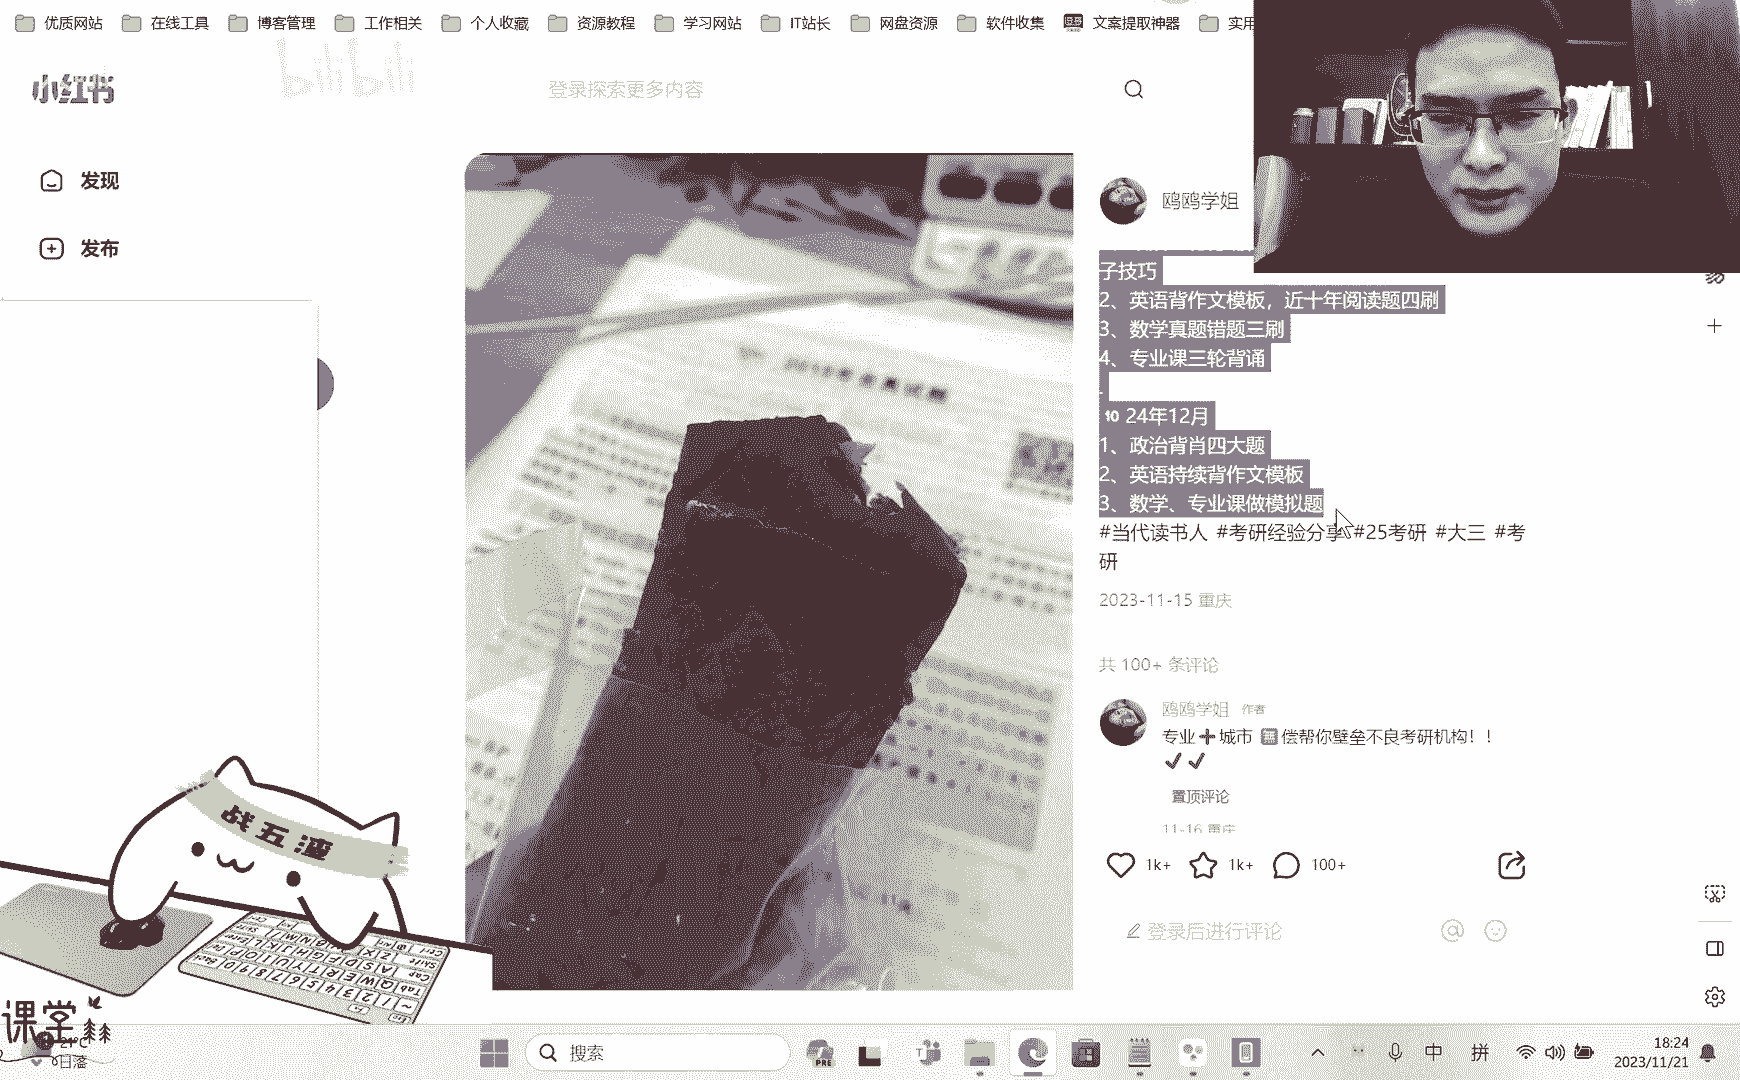 优质网站 在线工具 博客管理 工作相关 个人收藏 资源教程 学习网站 IT站长 网盘资源 软件收集 文案提取神器 实用
小红书
bilibili
登录探索更多内容
发现
发布
鸥鸥学姐
子技巧
2、英语背作文模板，近十年阅读题四刷
3、数学真题错题三刷
4、专业课三轮背诵
-
10 24年12月
1、政治背肖四大题
2、英语持续背作文模板
3、数学、专业课做模拟题
#当代读书人 #考研经验分享 #25考研 #大三 #考
研
2023-11-15 重庆
共 100+ 条评论
鸥鸥学姐 作者
专业➕城市 🈚偿帮你壁垒不良考研机构！！
✔✔
置顶评论
11-16 重庆
1k+ 1k+ 100+
登录后进行评论
战五渣
课堂
21°C
日落
搜索
PRE
中 拼
18:24
2023/11/21